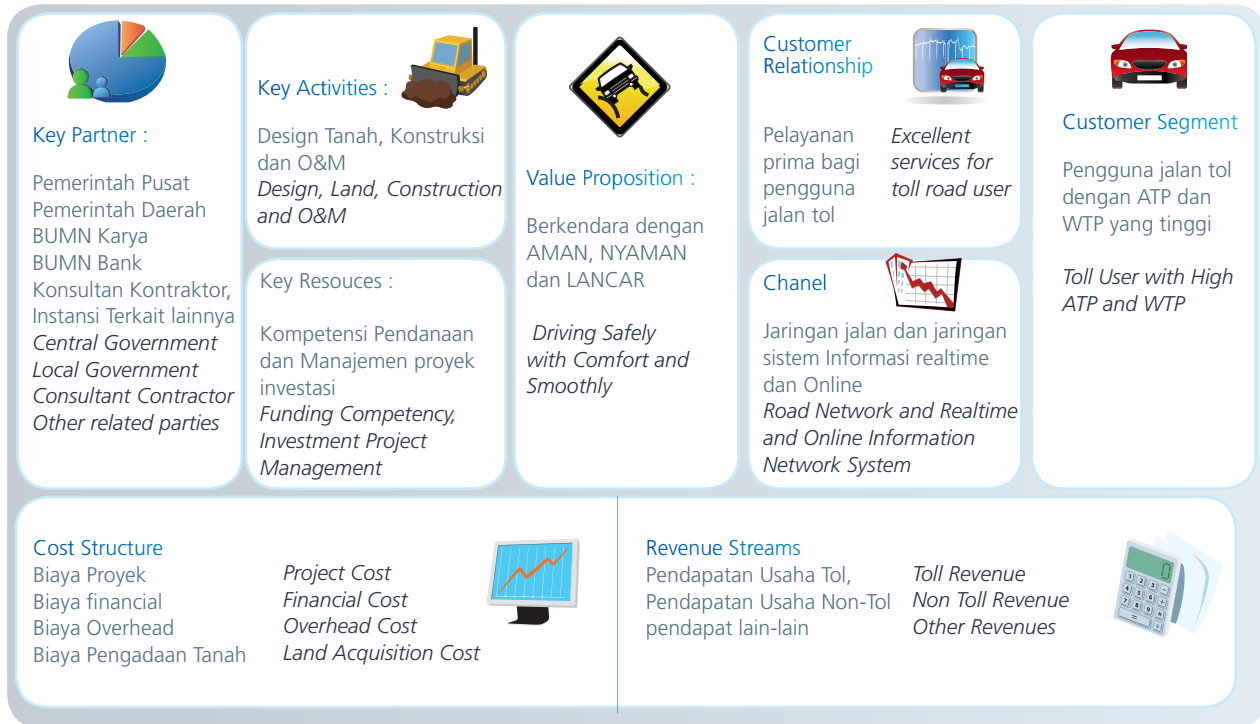 Key Partner :
Pemerintah Pusat
Pemerintah Daerah
BUMN Karya
BUMN Bank
Konsultan Kontraktor,
Instansi Terkait lainnya
Central Government
Local Government
Consultant Contractor
Other related parties
Key Activities :
Design Tanah, Konstruksi
dan O&M
Design, Land, Construction
and O&M
Key Resouces :
Kompetensi Pendanaan
dan Manajemen proyek
investasi
Funding Competency,
Investment Project
Management
Value Proposition :
Berkendara dengan
AMAN, NYAMAN
dan LANCAR
Driving Safely
with Comfort and
Smoothly
Customer
Relationship
Pelayanan
prima bagi
pengguna
jalan tol
Excellent
services for
toll road user
Chanel
Jaringan jalan dan jaringan
sistem Informasi realtime
dan Online
Road Network and Realtime
and Online Information
Network System
Customer Segment
Pengguna jalan tol
dengan ATP dan
WTP yang tinggi
Toll User with High
ATP and WTP
Cost Structure
Biaya Proyek
Biaya financial
Biaya Overhead
Biaya Pengadaan Tanah
Project Cost
Financial Cost
Overhead Cost
Land Acquisition Cost
Revenue Streams
Pendapatan Usaha Tol,
Pendapatan Usaha Non-Tol
pendapat lain-lain
Toll Revenue
Non Toll Revenue
Other Revenues